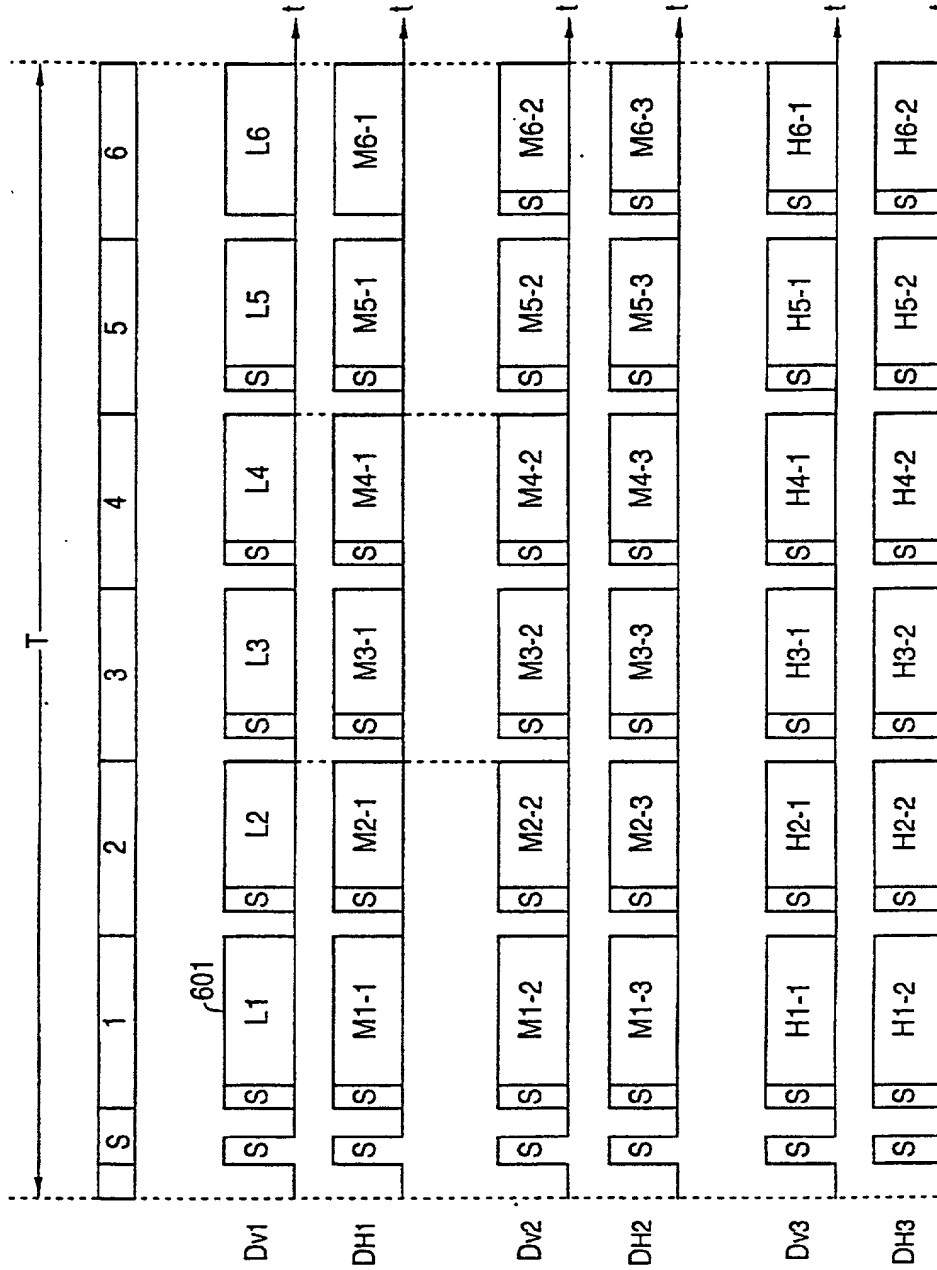 T
S 1 2 3 4 5 6
601
Dv1 S S L1 S L2 S L3 S L4 S L5 L6 t
DH1 S S M1-1 S M2-1 S M3-1 S M4-1 S M5-1 M6-1 t
Dv2 S S M1-2 S M2-2 S M3-2 S M4-2 S M5-2 S M6-2 t
DH2 S S M1-3 S M2-3 S M3-3 S M4-3 S M5-3 S M6-3 t
Dv3 S S H1-1 S H2-1 S H3-1 S H4-1 S H5-1 S H6-1 t
DH3 S S H1-2 S H2-2 S H3-2 S H4-2 S H5-2 S H6-2 t